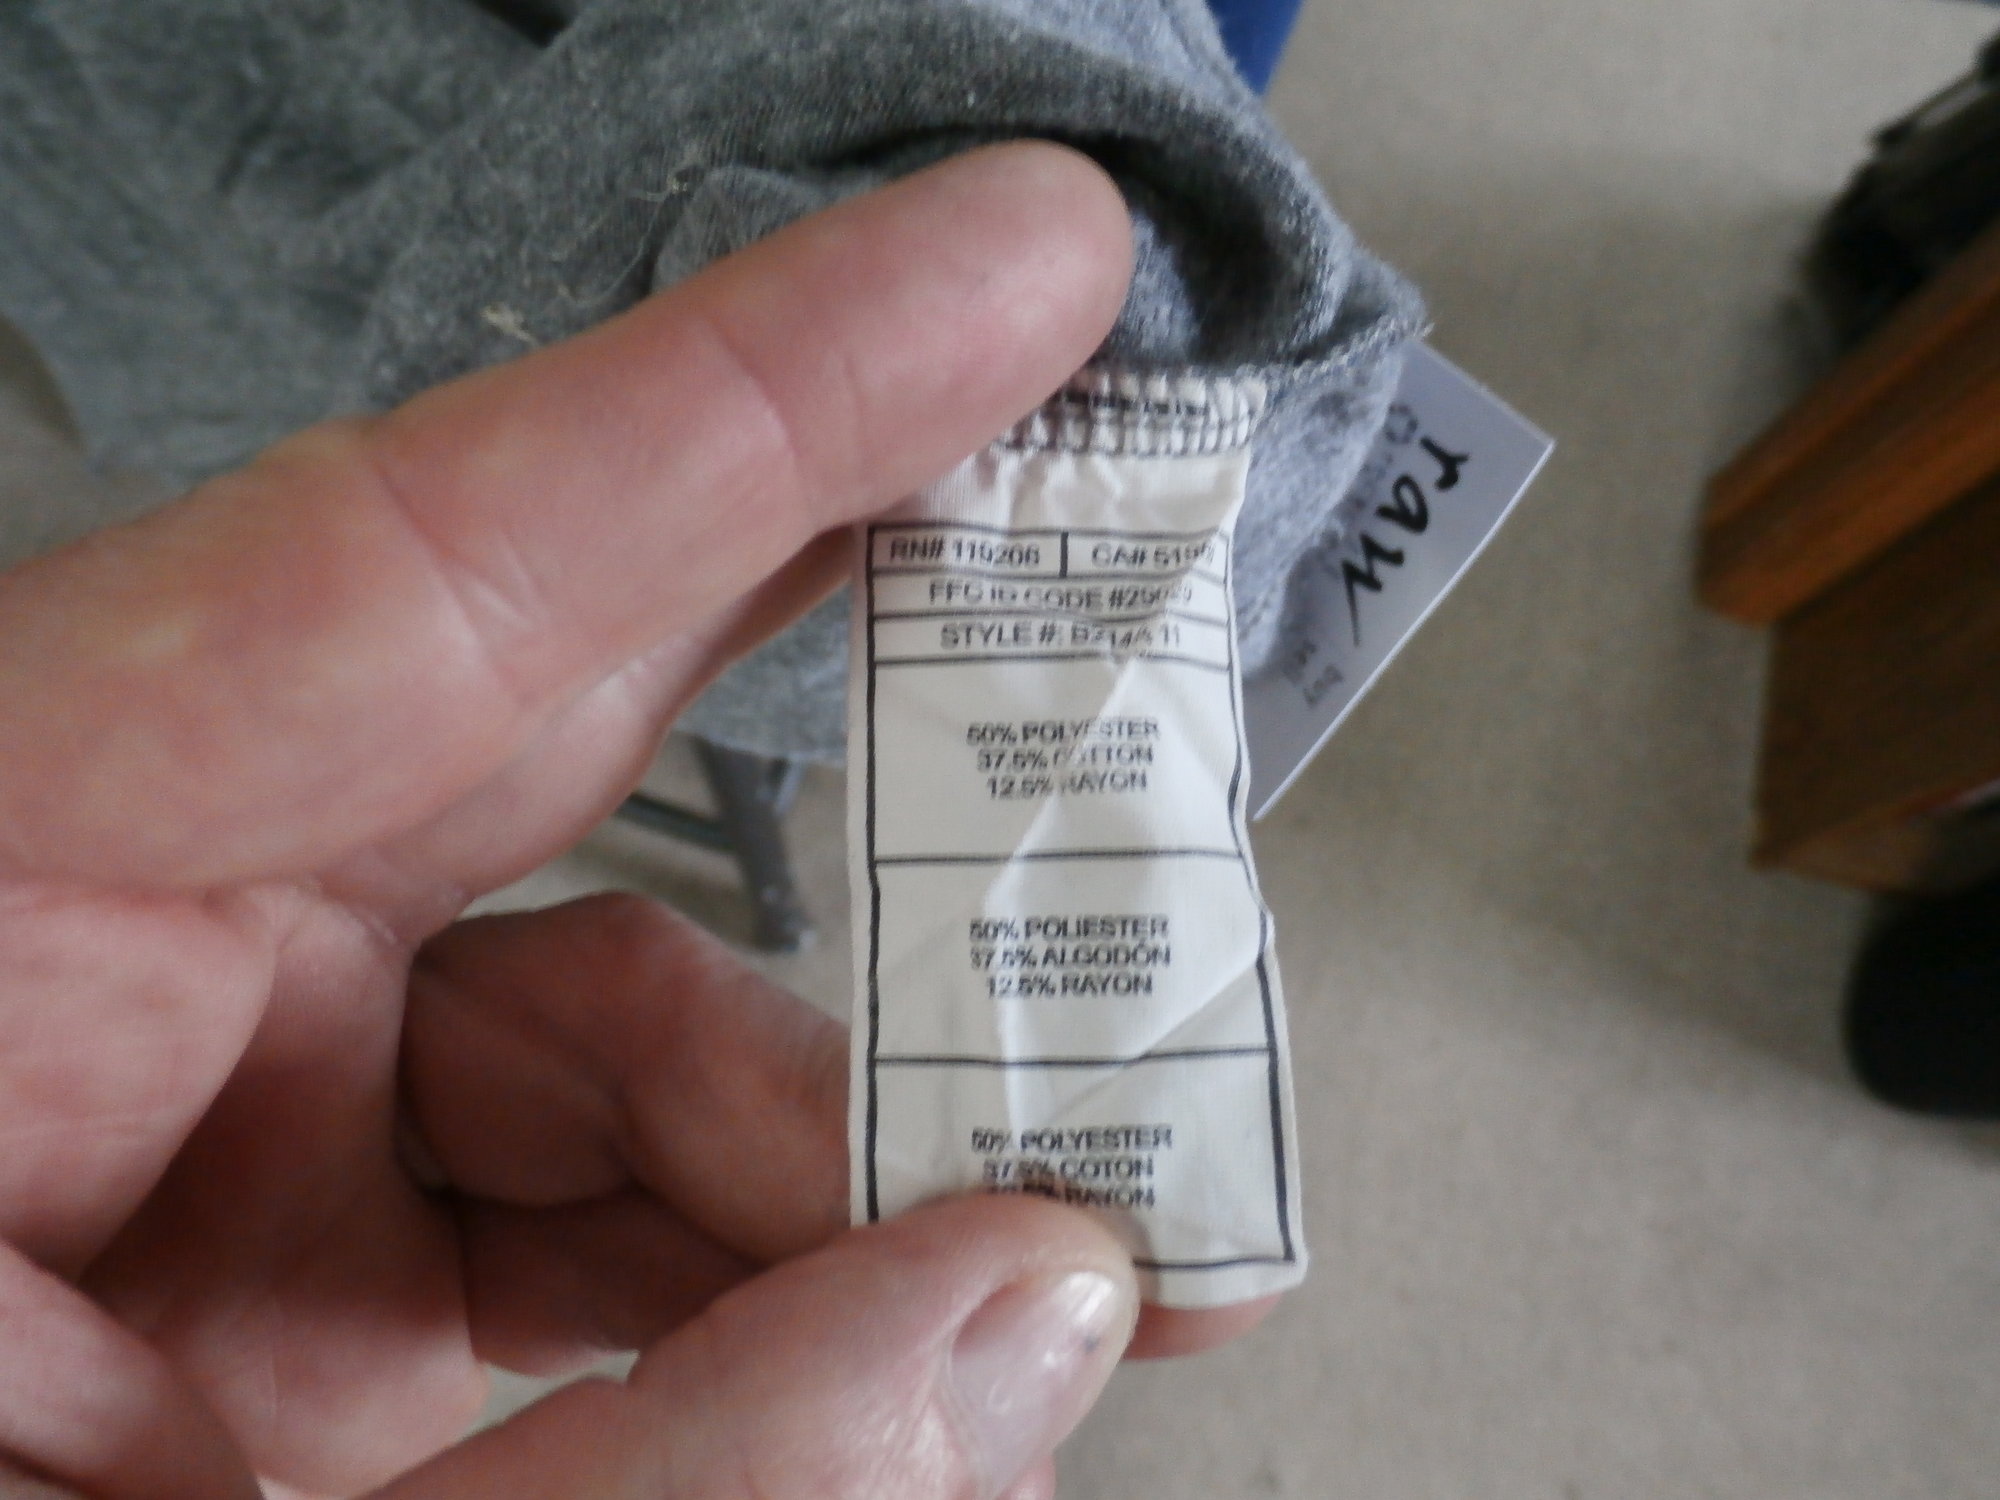 RN# 119206
CA#
FFC ID CODE
STYLE #:
50% POLYESTER
37.5% COTTON
12.5% RAYON
50% POLIESTER
37.5% ALGODÓN
12.5% RAYON
50% POLYESTER
37.5% COTON
RAYON
raw